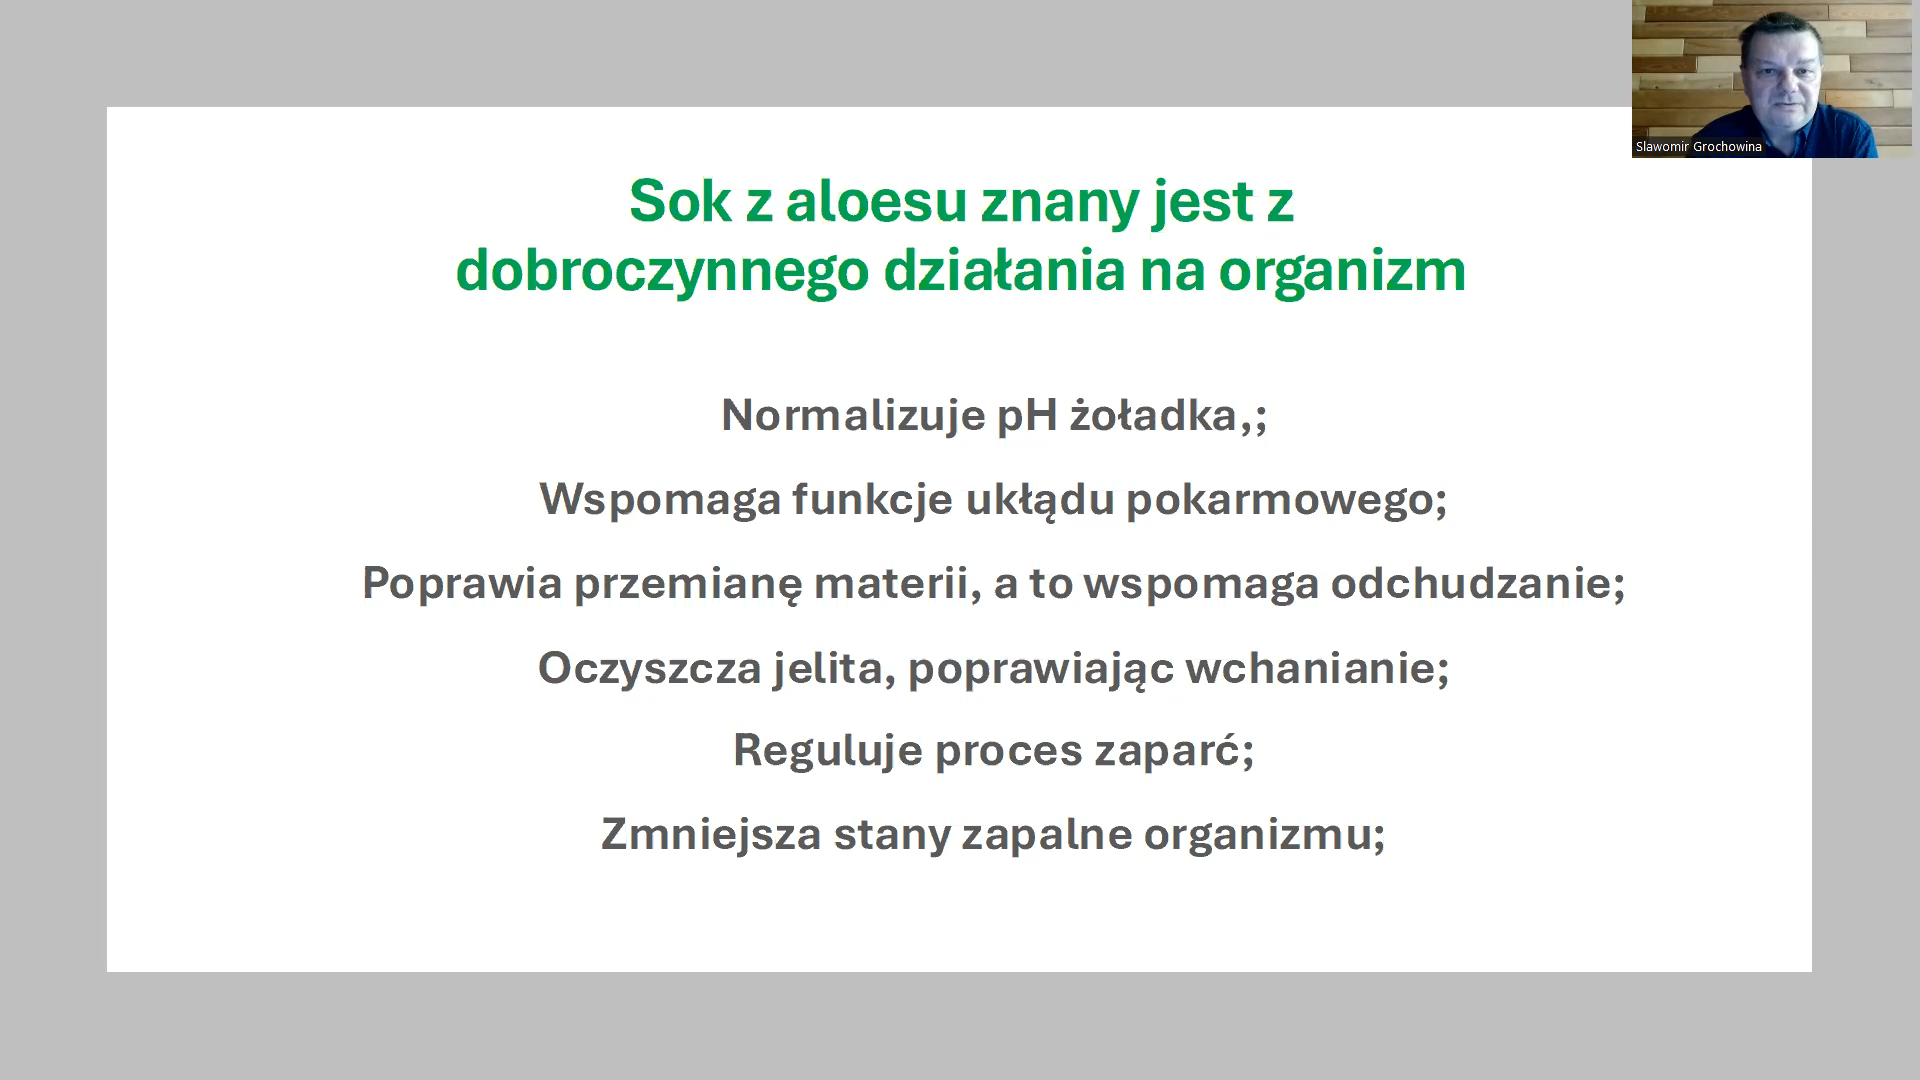 Slawomir Grochowina
Sok z aloesu znany jest z
dobroczynnego działania na organizm
Normalizuje pH żoładka,;
Wspomaga funkcje ukłądu pokarmowego;
Poprawia przemianę materii, a to wspomaga odchudzanie;
Oczyszcza jelita, poprawiając wchanianie;
Reguluje proces zaparć;
Zmniejsza stany zapalne organizmu;